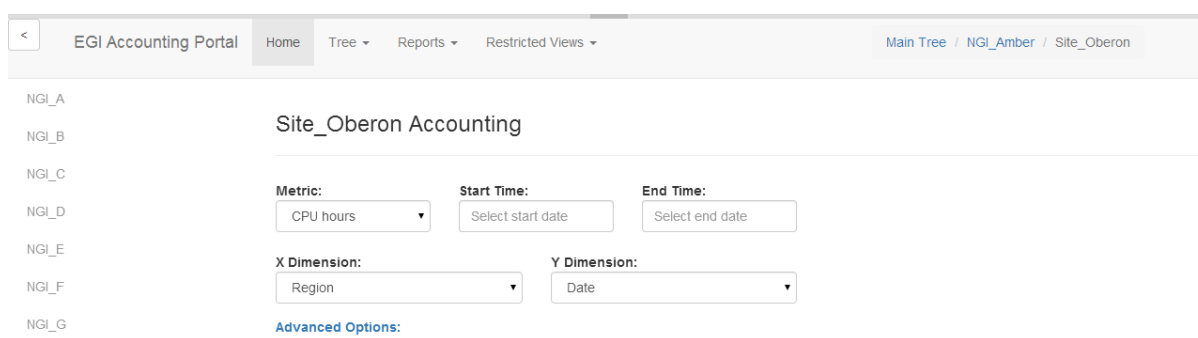 < EGI Accounting Portal Home Tree Reports Restricted Views Main Tree / NGI_Amber / Site_Oberon
NGI_A
NGI_B
NGI_C
NGI_D
NGI_E
NGI_F
NGI_G
Site_Oberon Accounting
Metric: Start Time: End Time:
CPU hours Select start date Select end date
X Dimension: Y Dimension:
Region Date
Advanced Options: